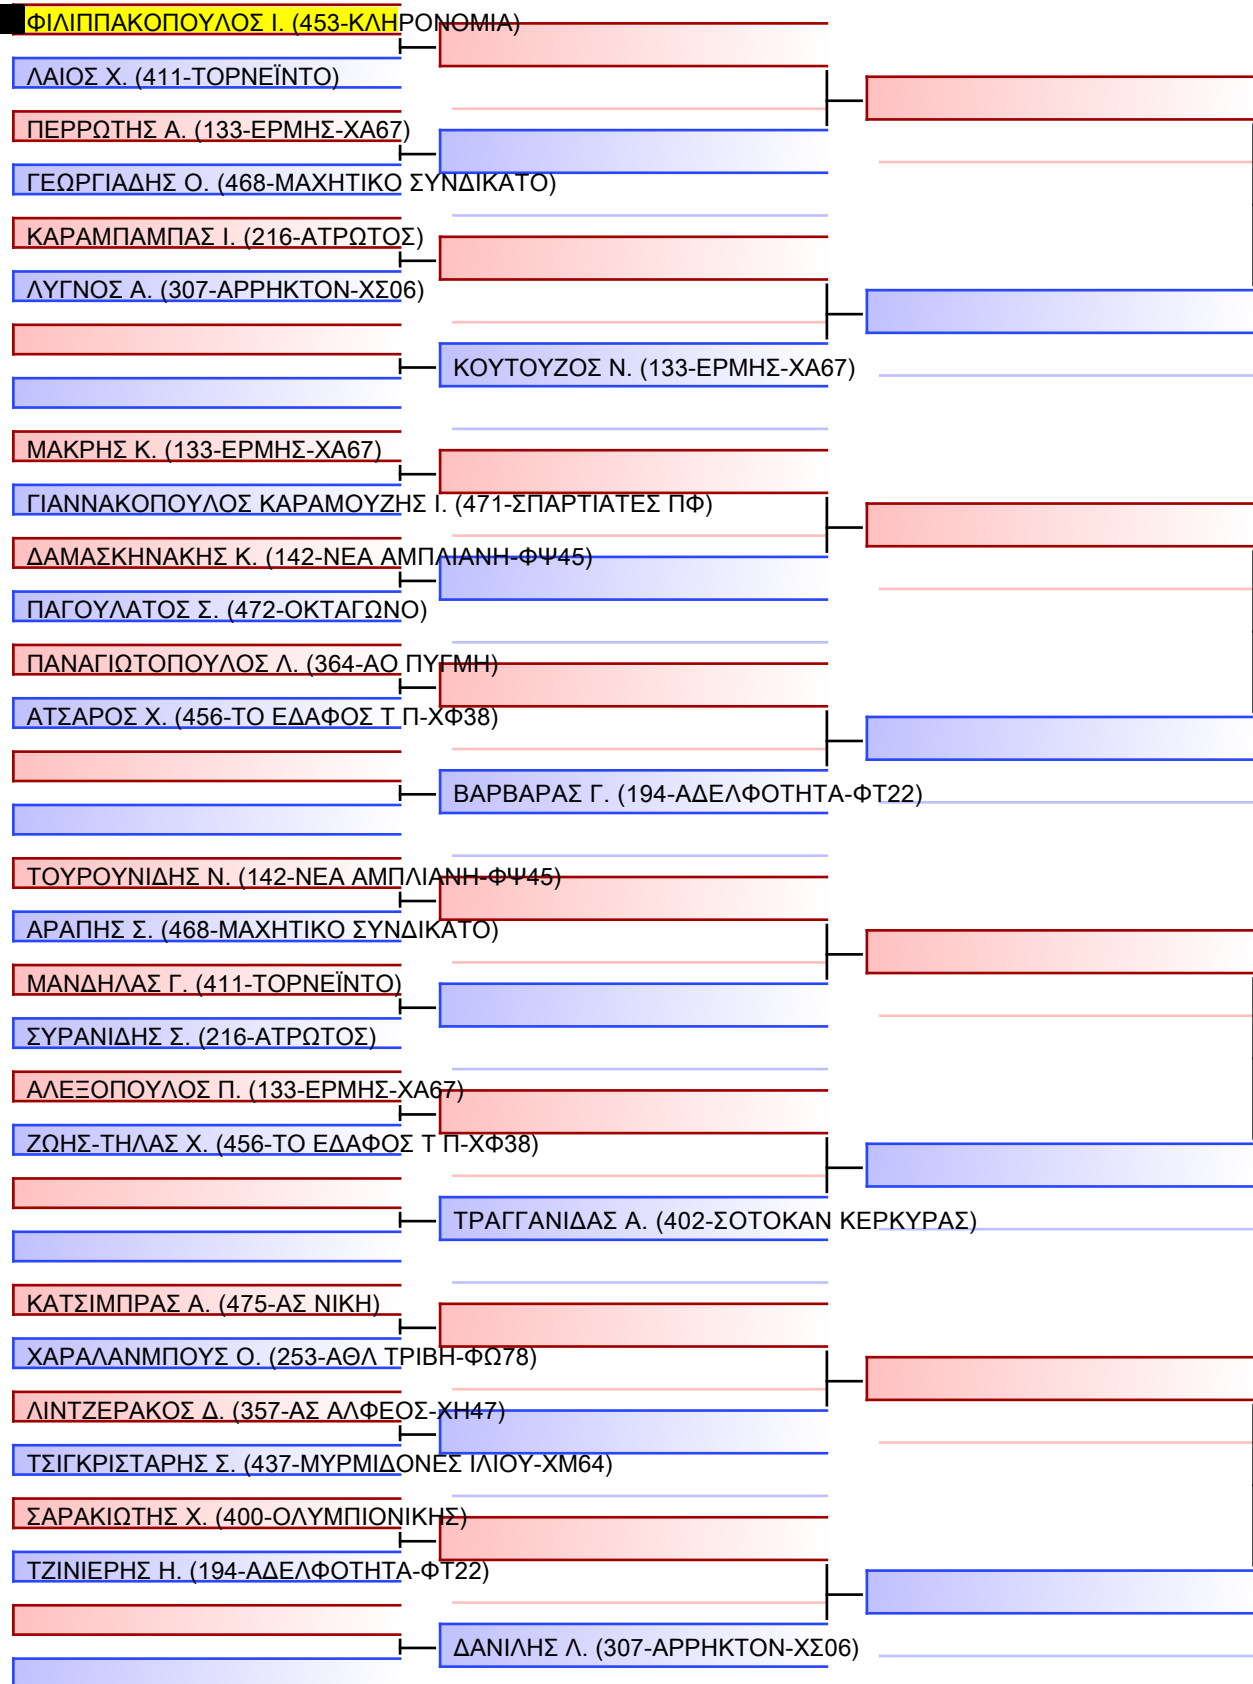 ΦΙΛΙΠΠΑΚΟΠΟΥΛΟΣ Ι. (453-ΚΛΗΡΟΝΟΜΙΑ)
ΛΑΙΟΣ Χ. (411-ΤΟΡΝΕΪΝΤΟ)
ΠΕΡΡΩΤΗΣ Α. (133-ΕΡΜΗΣ-ΧΑ67)
ΓΕΩΡΓΙΑΔΗΣ Ο. (468-ΜΑΧΗΤΙΚΟ ΣΥΝΔΙΚΑΤΟ)
ΚΑΡΑΜΠΑΜΠΑΣ Ι. (216-ΑΤΡΩΤΟΣ)
ΛΥΓΝΟΣ Α. (307-ΑΡΡΗΚΤΟΝ-ΧΣ06)
ΚΟΥΤΟΥΖΟΣ Ν. (133-ΕΡΜΗΣ-ΧΑ67)
ΜΑΚΡΗΣ Κ. (133-ΕΡΜΗΣ-ΧΑ67)
ΓΙΑΝΝΑΚΟΠΟΥΛΟΣ ΚΑΡΑΜΟΥΖΗΣ Ι. (471-ΣΠΑΡΤΙΑΤΕΣ ΠΦ)
ΔΑΜΑΣΚΗΝΑΚΗΣ Κ. (142-ΝΕΑ ΑΜΠΛΙΑΝΗ-ΦΨ45)
ΠΑΓΟΥΛΑΤΟΣ Σ. (472-ΟΚΤΑΓΩΝΟ)
ΠΑΝΑΓΙΩΤΟΠΟΥΛΟΣ Λ. (364-ΑΟ ΠΥΓΜΗ)
ΑΤΣΑΡΟΣ Χ. (456-ΤΟ ΕΔΑΦΟΣ Τ Π-ΧΦ38)
ΒΑΡΒΑΡΑΣ Γ. (194-ΑΔΕΛΦΟΤΗΤΑ-ΦΤ22)
ΤΟΥΡΟΥΝΙΔΗΣ Ν. (142-ΝΕΑ ΑΜΠΛΙΑΝΗ-ΦΨ45)
ΑΡΑΠΗΣ Σ. (468-ΜΑΧΗΤΙΚΟ ΣΥΝΔΙΚΑΤΟ)
ΜΑΝΔΗΛΑΣ Γ. (411-ΤΟΡΝΕΪΝΤΟ)
ΣΥΡΑΝΙΔΗΣ Σ. (216-ΑΤΡΩΤΟΣ)
ΑΛΕΞΟΠΟΥΛΟΣ Π. (133-ΕΡΜΗΣ-ΧΑ67)
ΖΩΗΣ-ΤΗΛΑΣ Χ. (456-ΤΟ ΕΔΑΦΟΣ Τ Π-ΧΦ38)
ΤΡΑΓΓΑΝΙΔΑΣ Α. (402-ΣΟΤΟΚΑΝ ΚΕΡΚΥΡΑΣ)
ΚΑΤΣΙΜΠΡΑΣ Α. (475-ΑΣ ΝΙΚΗ)
ΧΑΡΑΛΑΝΜΠΟΥΣ Ο. (253-ΑΘΛ ΤΡΙΒΗ-ΦΩ78)
ΛΙΝΤΖΕΡΑΚΟΣ Δ. (357-ΑΣ ΑΛΦΕΟΣ-ΧΗ47)
ΤΣΙΓΚΡΙΣΤΑΡΗΣ Σ. (437-ΜΥΡΜΙΔΟΝΕΣ ΙΛΙΟΥ-ΧΜ64)
ΣΑΡΑΚΙΩΤΗΣ Χ. (400-ΟΛΥΜΠΙΟΝΙΚΗΣ)
ΤΖΙΝΙΕΡΗΣ Η. (194-ΑΔΕΛΦΟΤΗΤΑ-ΦΤ22)
ΔΑΝΙΛΗΣ Λ. (307-ΑΡΡΗΚΤΟΝ-ΧΣ06)